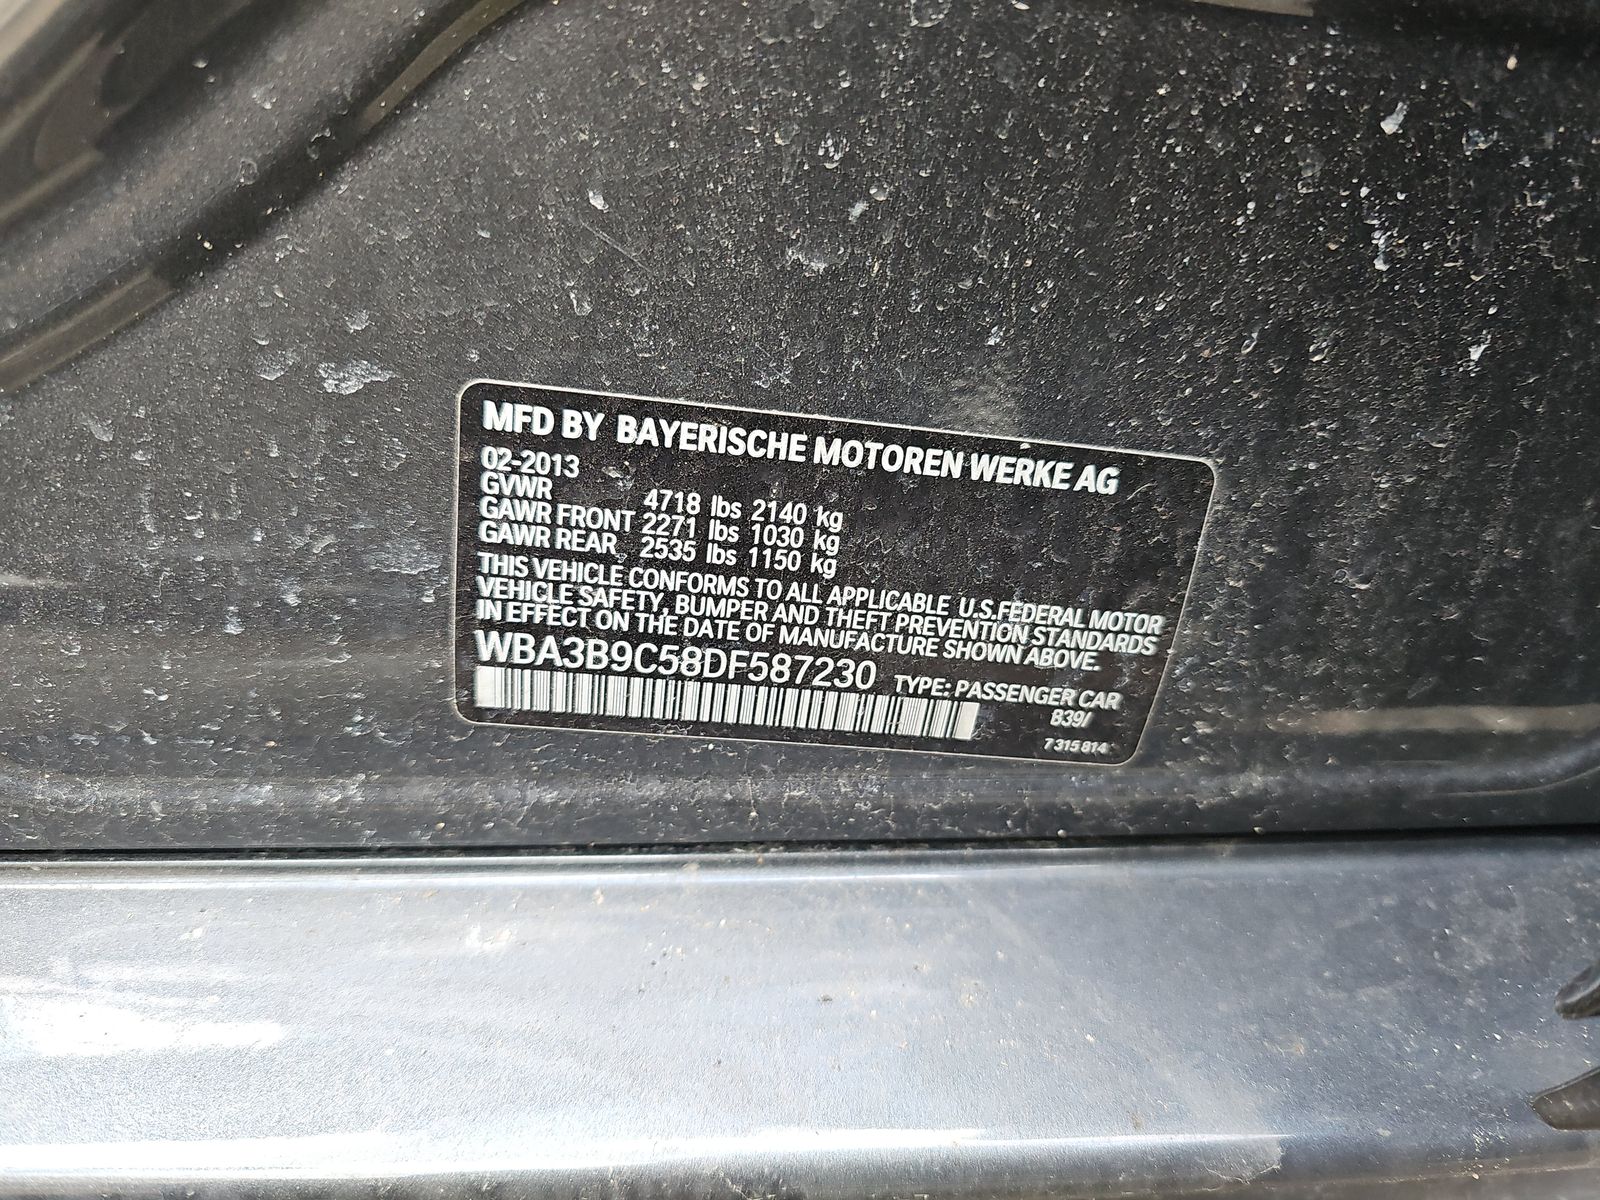 MFD BY BAYERISCHE MOTOREN WERKE AG
02-2013
GVWR 4718 lbs 2140 kg
GAWR FRONT 2271 lbs 1030 kg
GAWR REAR 2535 lbs 1150 kg
THIS VEHICLE CONFORMS TO ALL APPLICABLE U.S. FEDERAL MOTOR
VEHICLE SAFETY, BUMPER AND THEFT PREVENTION STANDARDS
IN EFFECT ON THE DATE OF MANUFACTURE SHOWN ABOVE.
WBA3B9C58DF587230 TYPE: PASSENGER CAR
B39/
7 315 814